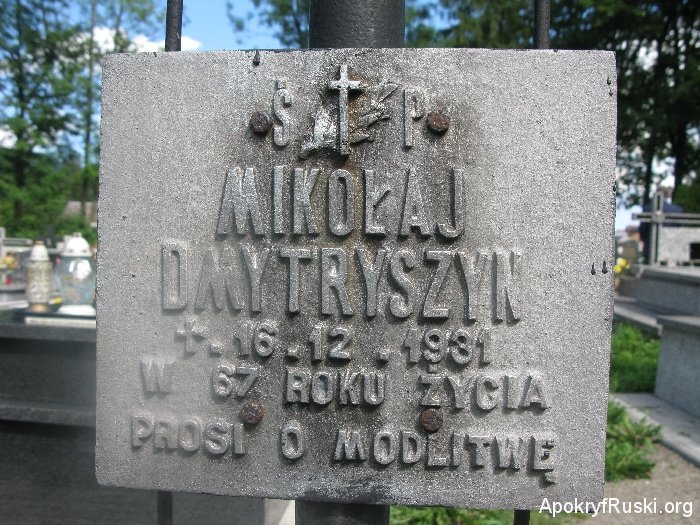 Ś P
MIKOŁAJ
DMYTRYSZYN
+. 16. 12. 1931
W 67 ROKU ŻYCIA
PROSI O MODLITWĘ
ApokryfRuski.org